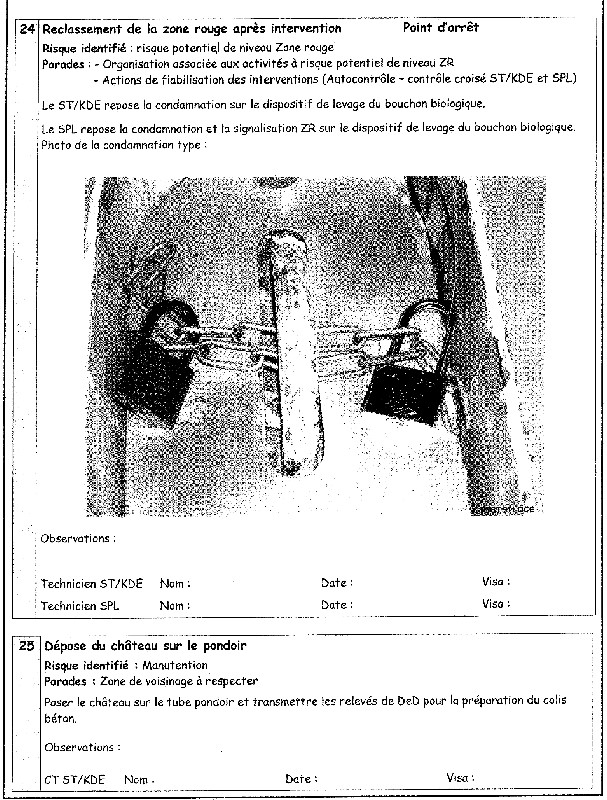 24 Reclassement de la zone rouge après intervention Point d'arrêt
Risque identifié : risque potentiel de niveau Zone rouge
Parades : - Organisation associée aux activités à risque potentiel de niveau ZR
- Actions de fiabilisation des interventions (Autocontrôle - contrôle croisé ST/KDE et SPL)
Le ST/KDE repose la condamnation sur le dispositif de levage du bouchon biologique.
Le SPL repose la condamnation et la signalisation ZR sur le dispositif de levage du bouchon biologique.
Photo de la condamnation type :
Observations :
Technicien ST/KDE Nom : Date : Visa :
Technicien SPL Nom : Date : Visa :
25 Dépose du château sur le pondoir
Risque identifié : Manutention
Parades : Zone de voisinage à respecter
Poser le château sur le tube pondoir et transmettre les relevés de DeD pour la préparation du colis
béton.
Observations :
CT ST/KDE Nom : Date : Visa :